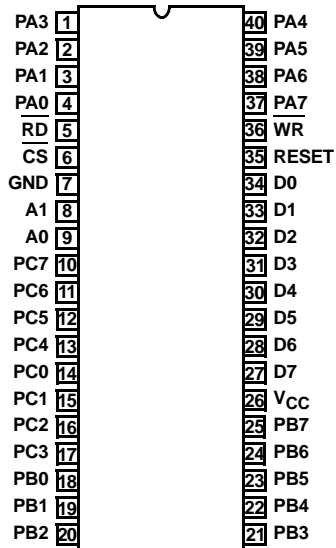 PA3 1 40 PA4
PA2 2 39 PA5
PA1 3 38 PA6
PA0 4 37 PA7
RD 5 36 WR
CS 6 35 RESET
GND 7 34 D0
A1 8 33 D1
A0 9 32 D2
PC7 10 31 D3
PC6 11 30 D4
PC5 12 29 D5
PC4 13 28 D6
PC0 14 27 D7
PC1 15 26 VCC
PC2 16 25 PB7
PC3 17 24 PB6
PB0 18 23 PB5
PB1 19 22 PB4
PB2 20 21 PB3